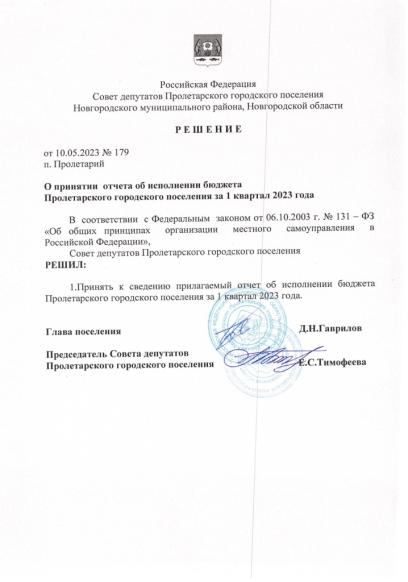 Российская Федерация
Совет депутатов Пролетарского городского поселения
Новгородского муниципального района, Новгородской области
Р Е Ш Е Н И Е
от 10.05.2023 № 179
п. Пролетарий
О принятии отчета об исполнении бюджета
Пролетарского городского поселения за 1 квартал 2023 года
В соответствии с Федеральным законом от 06.10.2003 г. № 131 – ФЗ
«Об общих принципах организации местного самоуправления в
Российской Федерации»,
Совет депутатов Пролетарского городского поселения
РЕШИЛ:
1.Принять к сведению прилагаемый отчет об исполнении бюджета
Пролетарского городского поселения за 1 квартал 2023 года.
Глава поселения Д.Н.Гаврилов
Председатель Совета депутатов
Пролетарского городского поселения Е.С.Тимофеева